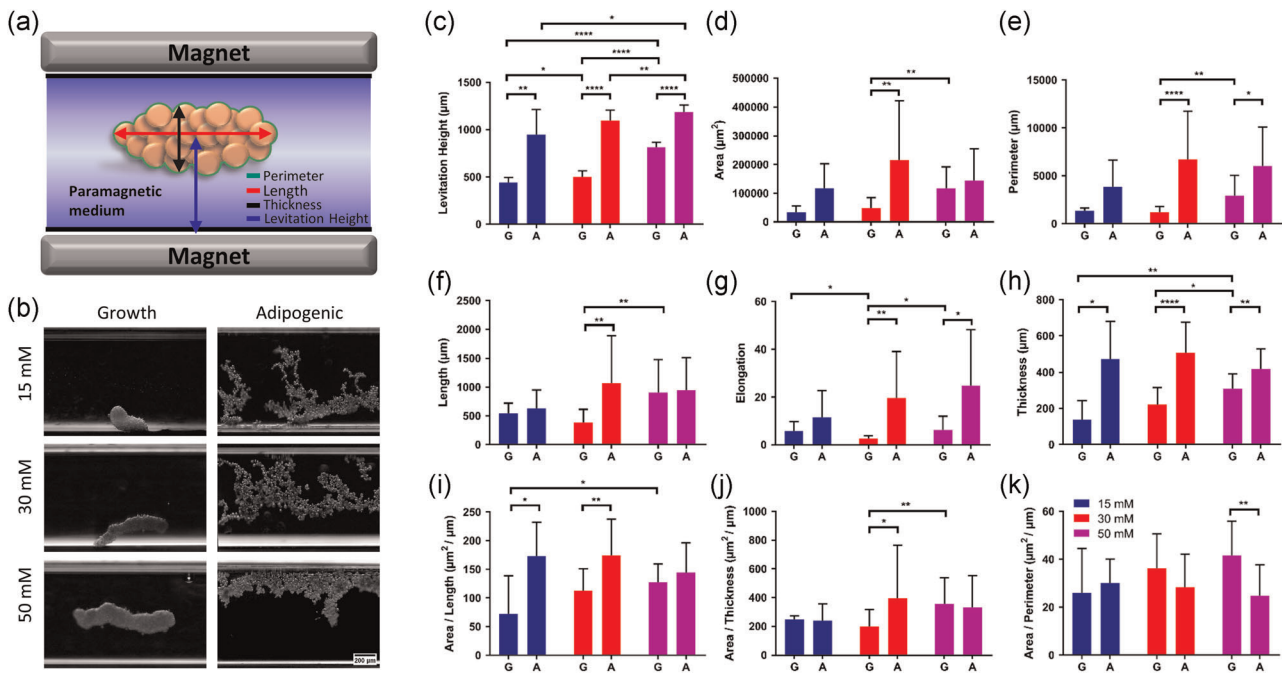 (a)
Magnet
Perimeter
Length
Thickness
Levitation Height
Paramagnetic
medium
Magnet
(b)
Growth
Adipogenic
15 mM
30 mM
50 mM
200 μm
(c)
*
****
****
*
**
**
****
****
Levitation Height (μm)
1500
1000
500
0
G A G A G A
(d)
**
**
Area (μm²)
500000
400000
300000
200000
100000
0
G A G A G A
(e)
**
****
*
Perimeter (μm)
15000
10000
5000
0
G A G A G A
(f)
**
**
Length (μm)
2500
2000
1500
1000
500
0
G A G A G A
(g)
*
*
**
*
Elongation
60
40
20
0
G A G A G A
(h)
**
*
*
****
**
Thickness (μm)
800
600
400
200
0
G A G A G A
(i)
*
*
**
Area / Length (μm² / μm)
250
200
150
100
50
0
G A G A G A
(j)
**
*
Area / Thickness (μm² / μm)
1000
800
600
400
200
0
G A G A G A
(k)
15 mM
30 mM
50 mM
**
Area / Perimeter (μm² / μm)
60
40
20
0
G A G A G A